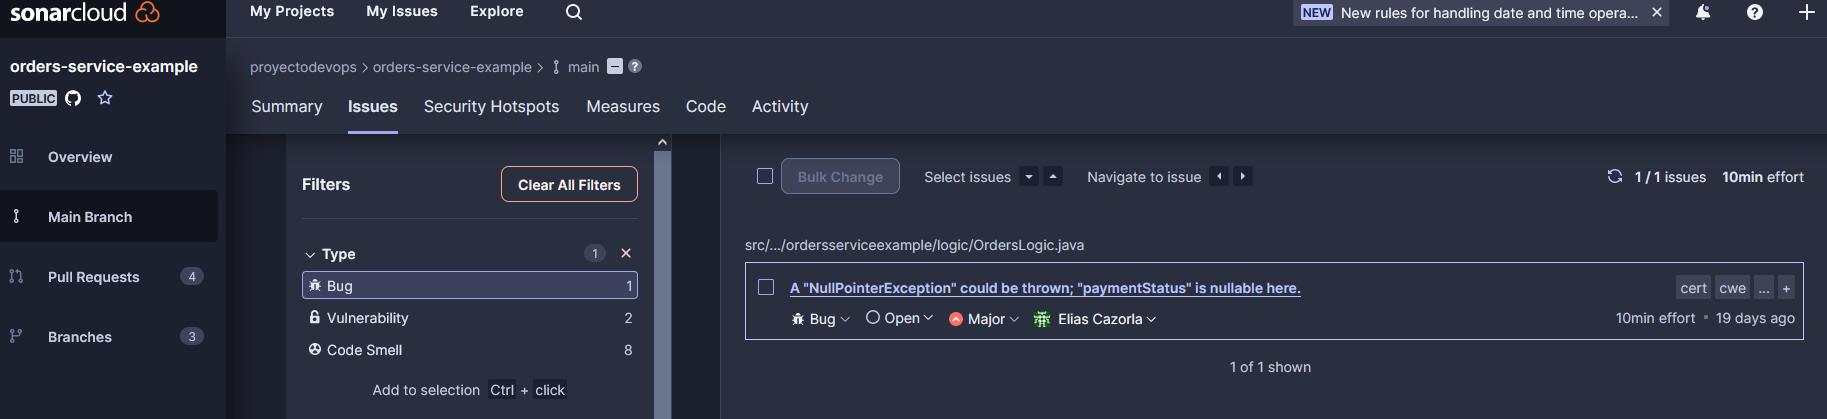 sonarcloud
My Projects My Issues Explore
NEW New rules for handling date and time opera...
orders-service-example
PUBLIC
Overview
Main Branch
Pull Requests 4
Branches 3
proyectodevops > orders-service-example > main
Summary Issues Security Hotspots Measures Code Activity
Filters Clear All Filters
Type 1
Bug 1
Vulnerability 2
Code Smell 8
Add to selection Ctrl + click
Bulk Change Select issues Navigate to issue 1 / 1 issues 10min effort
src/.../ordersserviceexample/logic/OrdersLogic.java
A "NullPointerException" could be thrown; "paymentStatus" is nullable here. cert cwe ... +
Bug Open Major Elias Cazorla 10min effort • 19 days ago
1 of 1 shown